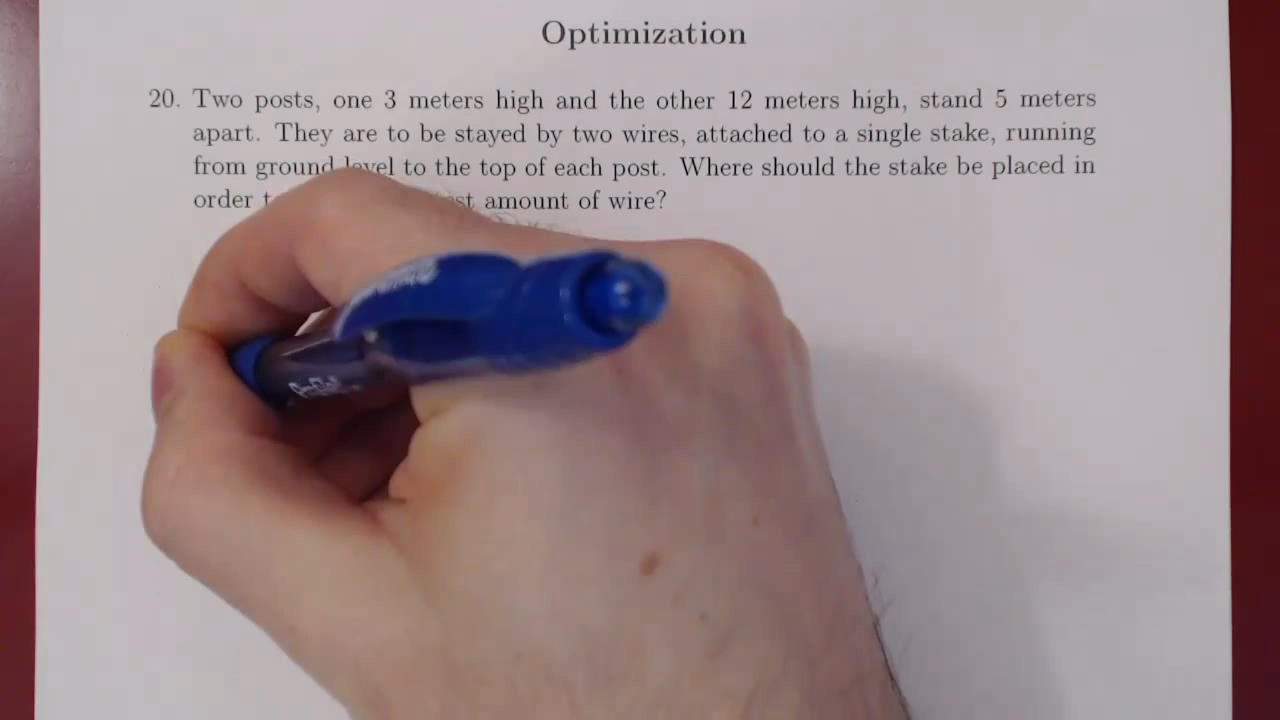 Optimization
20. Two posts, one 3 meters high and the other 12 meters high, stand 5 meters
apart. They are to be stayed by two wires, attached to a single stake, running
from ground level to the top of each post. Where should the stake be placed in
order amount of wire?